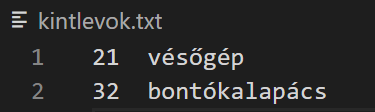 kintlevok.txt
1 21 vésőgép
2 32 bontókalapács